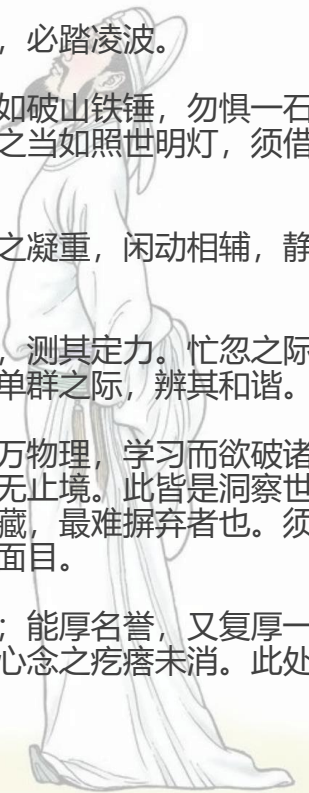 ，必踏凌波。
如破山铁锤，勿惧一石
之当如照世明灯，须借
之凝重，闲动相辅，静
，测其定力。忙忽之际
单群之际，辨其和谐。
万物理，学习而欲破诸
无止境。此皆是洞察世
藏，最难摒弃者也。须
面目。
；能厚名誉，又复厚一
心念之疙瘩未消。此处